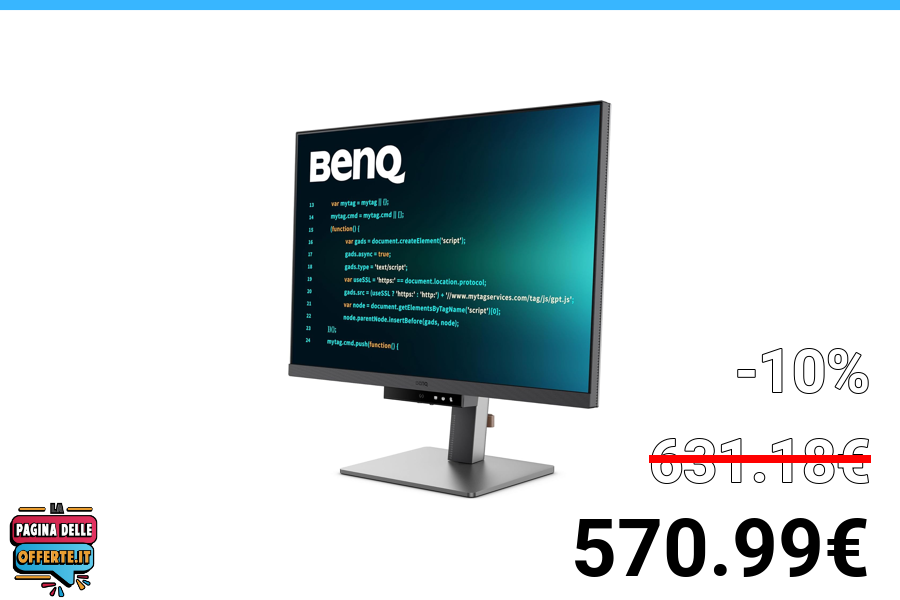 BenQ
13 var mytag = mytag || {};
14 mytag.cmd = mytag.cmd || [];
15 (function() {
16 var gads = document.createElement('script');
17 gads.async = true;
18 gads.type = 'text/script';
19 var useSSL = 'https:' == document.location.protocol;
20 gads.src = (useSSL ? 'https:' : 'http:') + '//www.mytagservices.com/tag/js/gpt.js';
21 var node = document.getElementsByTagName('script')[0];
22 node.parentNode.insertBefore(gads, node);
23 })();
24 mytag.cmd.push(function() {
BenQ
-10%
631.18€
570.99€
LA
PAGINA DELLE
OFFERTE.IT